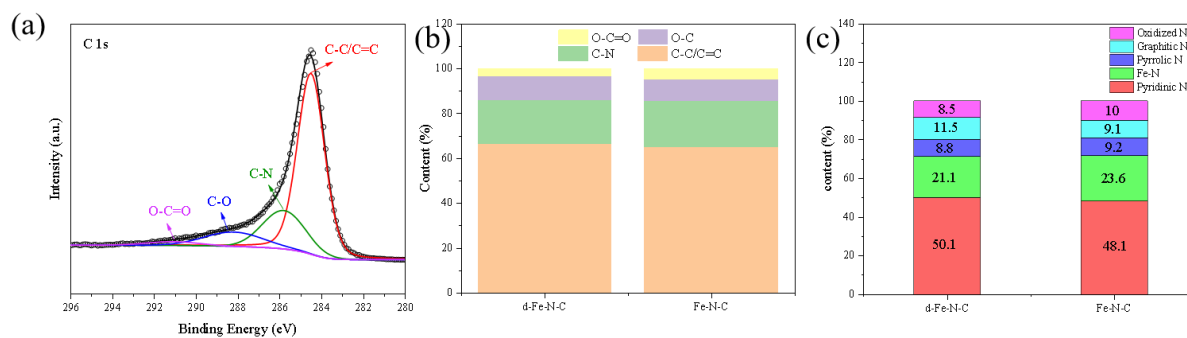 (a)
C 1s
C-C/C=C
C-N
C-O
O-C=O
Intensity (a.u.)
296 294 292 290 288 286 284 282 280
Binding Energy (eV)
(b)
O-C=O O-C
C-N C-C/C=C
120
100
80
60
40
20
0
Content (%)
d-Fe-N-C Fe-N-C
(c)
Oxidized N
Graphitic N
Pyrrolic N
Fe-N
Pyridinic N
140
120
100
80
60
40
20
0
content (%)
8.5 10
11.5 9.1
8.8 9.2
21.1 23.6
50.1 48.1
d-Fe-N-C Fe-N-C